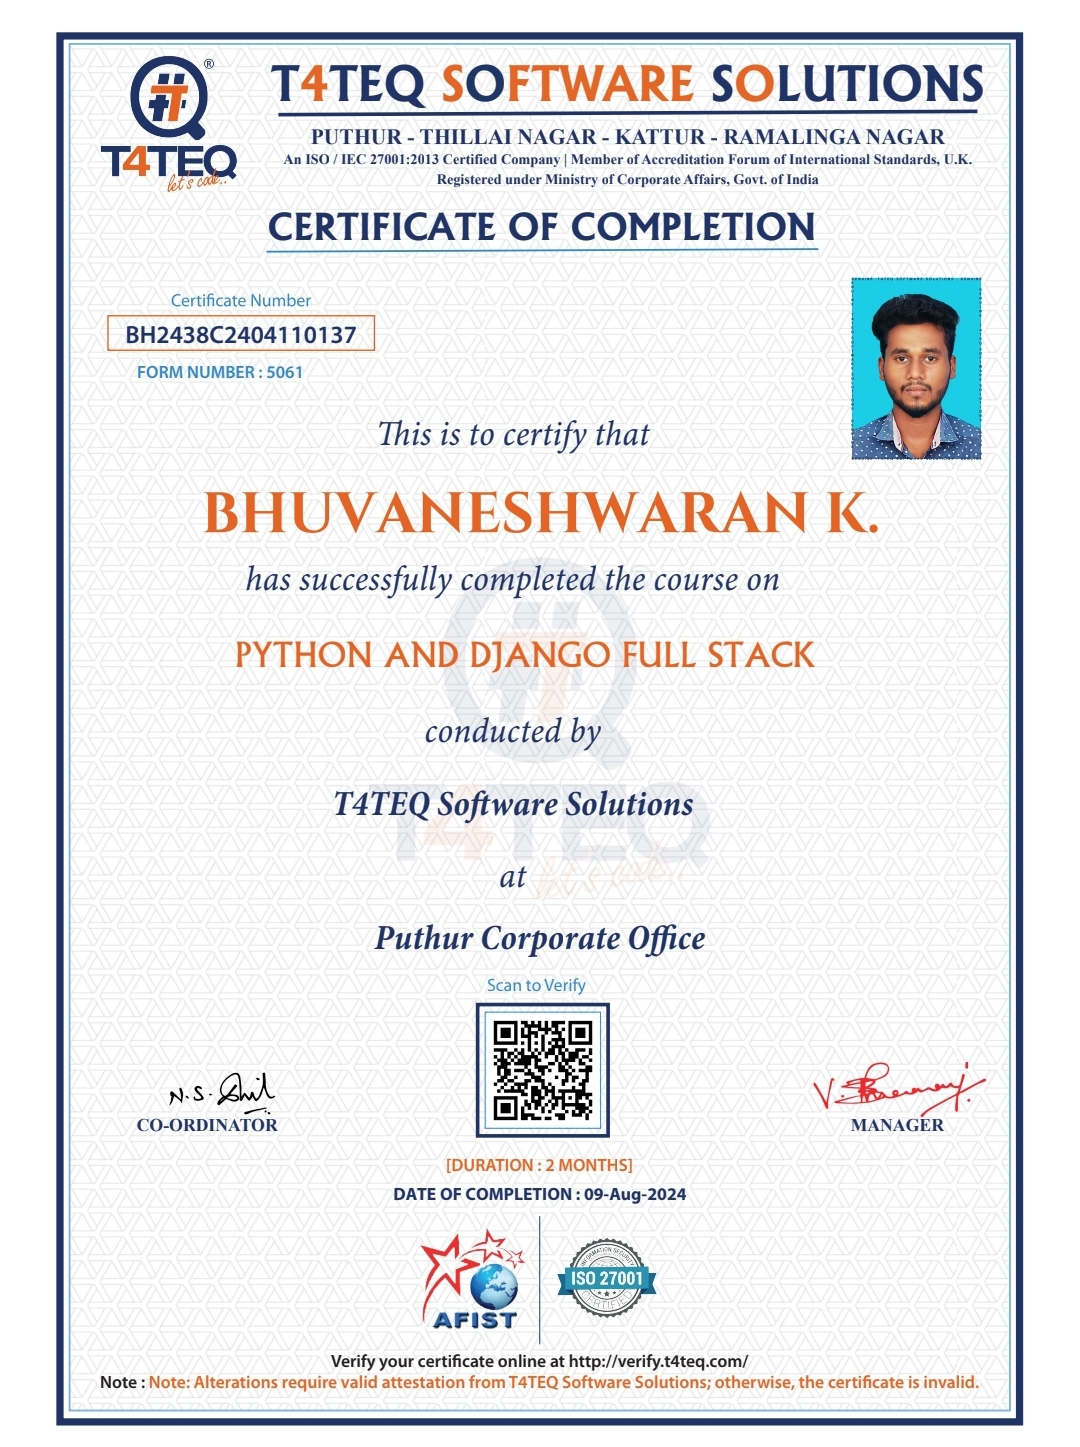 ®
T4TEQ
let's code..
T4TEQ SOFTWARE SOLUTIONS
PUTHUR - THILLAI NAGAR - KATTUR - RAMALINGA NAGAR
An ISO / IEC 27001:2013 Certified Company | Member of Accreditation Forum of International Standards, U.K.
Registered under Ministry of Corporate Affairs, Govt. of India
CERTIFICATE OF COMPLETION
Certificate Number
BH2438C2404110137
FORM NUMBER : 5061
This is to certify that
BHUVANESHWARAN K.
has successfully completed the course on
PYTHON AND DJANGO FULL STACK
conducted by
T4TEQ Software Solutions
T4TEQ
let's code..
at
Puthur Corporate Office
Scan to Verify
N.S.
CO-ORDINATOR
V.
MANAGER
[DURATION : 2 MONTHS]
DATE OF COMPLETION : 09-Aug-2024
AFIST
INFORMATION SECURITY
ISO 27001
CERTIFIED
Verify your certificate online at http://verify.t4teq.com/
Note : Note: Alterations require valid attestation from T4TEQ Software Solutions; otherwise, the certificate is invalid.